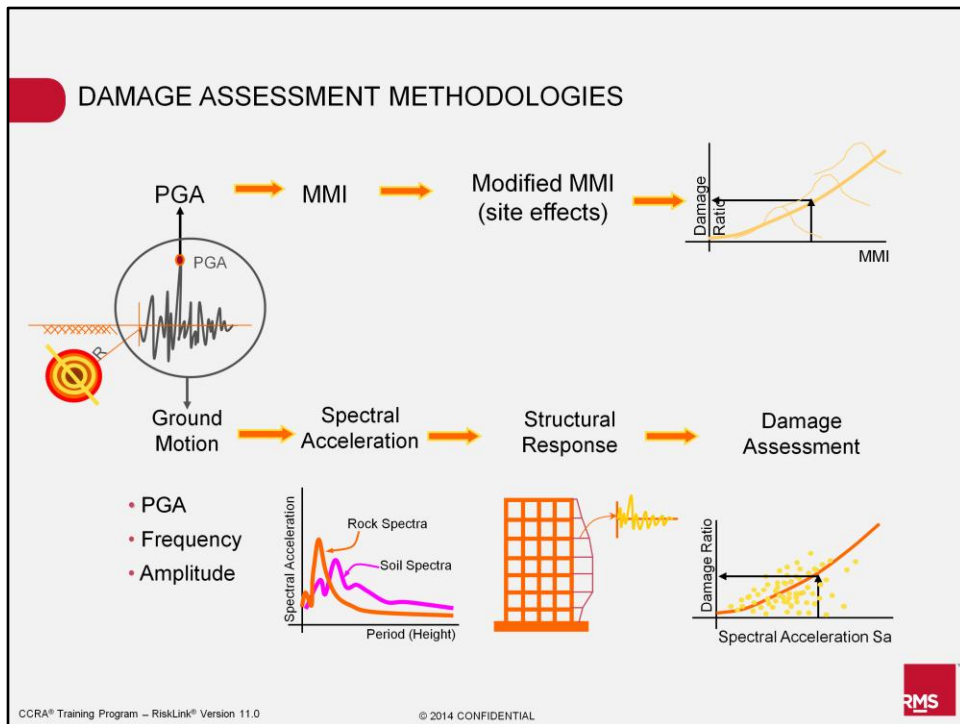 DAMAGE ASSESSMENT METHODOLOGIES
PGA
MMI
Modified MMI
(site effects)
Damage
Ratio
MMI
PGA
R
Ground
Motion
Spectral
Acceleration
Structural
Response
Damage
Assessment
• PGA
• Frequency
• Amplitude
Spectral Acceleration
Rock Spectra
Soil Spectra
Period (Height)
Damage Ratio
Spectral Acceleration Sa
RMS
CCRA® Training Program – RiskLink® Version 11.0
© 2014 CONFIDENTIAL